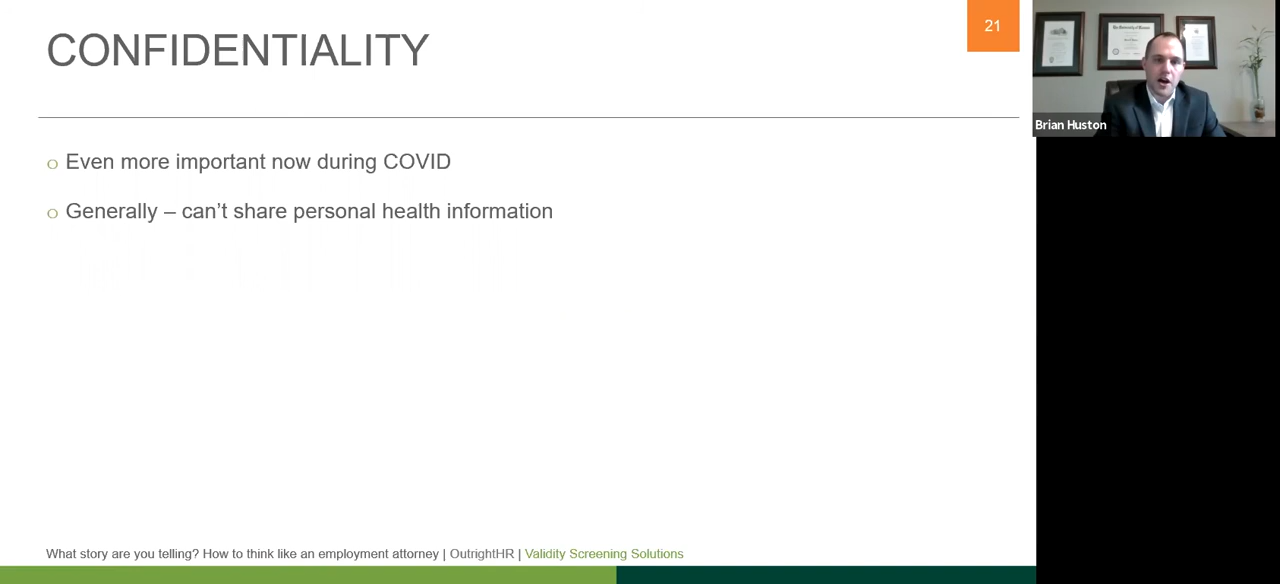 CONFIDENTIALITY
21
Brian Huston
o Even more important now during COVID
o Generally – can't share personal health information
What story are you telling? How to think like an employment attorney | OutrightHR | Validity Screening Solutions